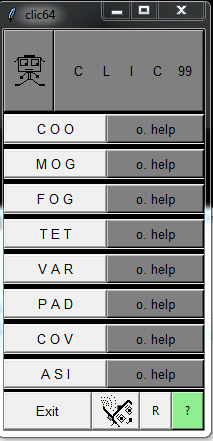 clic64
C L I C 99
C O O o. help
M O G o. help
F O G o. help
T E T o. help
V A R o. help
P A D o. help
C O V o. help
A S I o. help
Exit R ?